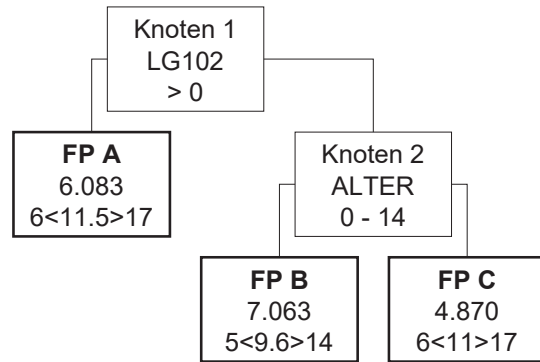 Knoten 1
LG102
> 0
FP A
6.083
6<11.5>17
Knoten 2
ALTER
0 - 14
FP B
7.063
5<9.6>14
FP C
4.870
6<11>17